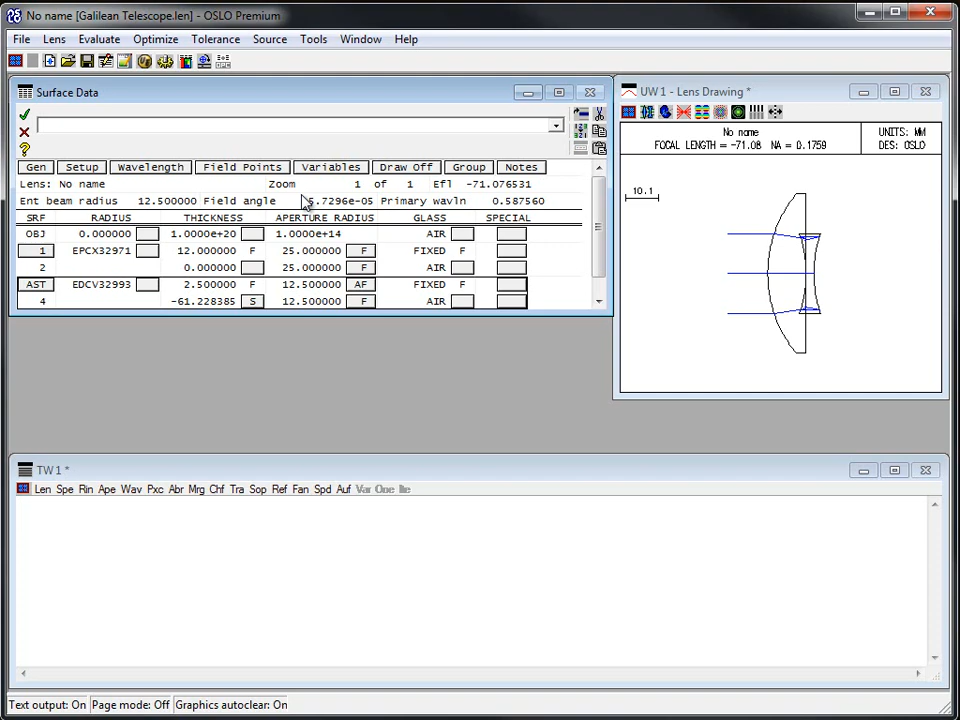 No name [Galilean Telescope.len] - OSLO Premium
File Lens Evaluate Optimize Tolerance Source Tools Window Help
Surface Data
Gen Setup Wavelength Field Points Variables Draw Off Group Notes
Lens: No name Zoom 1 of 1 Efl -71.076531
Ent beam radius 12.500000 Field angle 5.7296e-05 Primary wavln 0.587560
SRF RADIUS THICKNESS APERTURE RADIUS GLASS SPECIAL
OBJ 0.000000 1.0000e+20 1.0000e+14 AIR
1 EPCX32971 12.000000 F 25.000000 F FIXED F
2 0.000000 25.000000 F AIR
AST EDCV32993 2.500000 F 12.500000 AF FIXED F
4 -61.228385 S 12.500000 F AIR
UW 1 - Lens Drawing *
No name
FOCAL LENGTH = -71.08 NA = 0.1759
UNITS: MM
DES: OSLO
10.1
TW 1 *
Len Spe Rin Ape Wav Pxc Abr Mrg Chf Tra Sop Ref Fan Spd Auf Var Ope Ite
Text output: On Page mode: Off Graphics autoclear: On